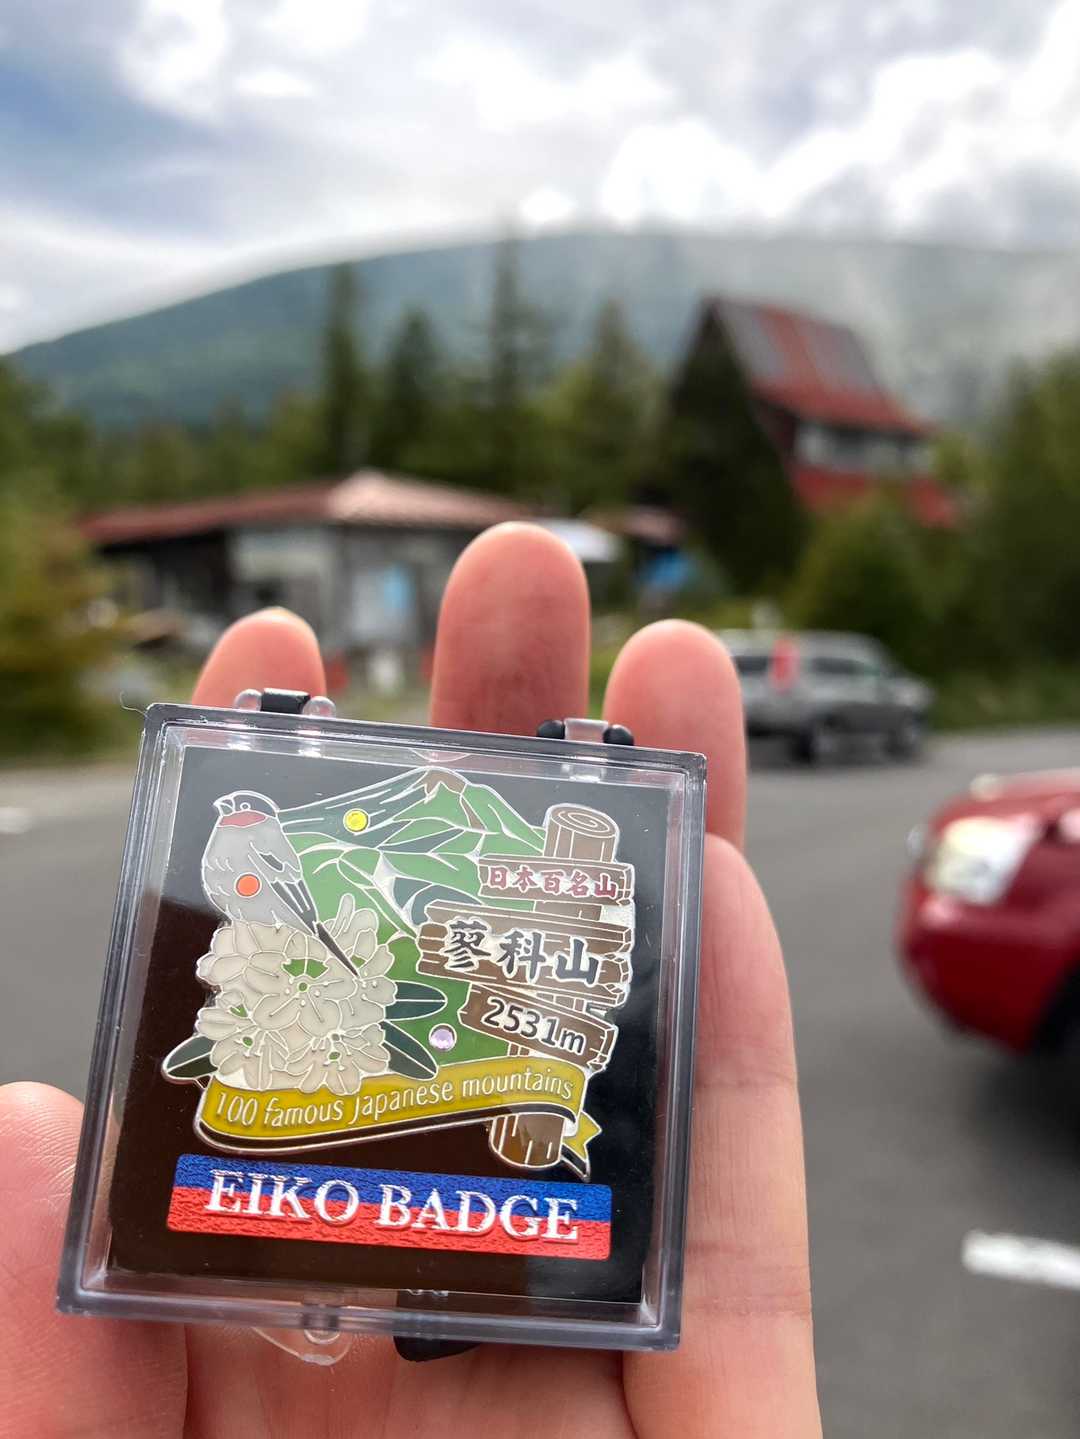 日本百名山
蓼科山
2531m
100 famous Japanese mountains
EIKO BADGE